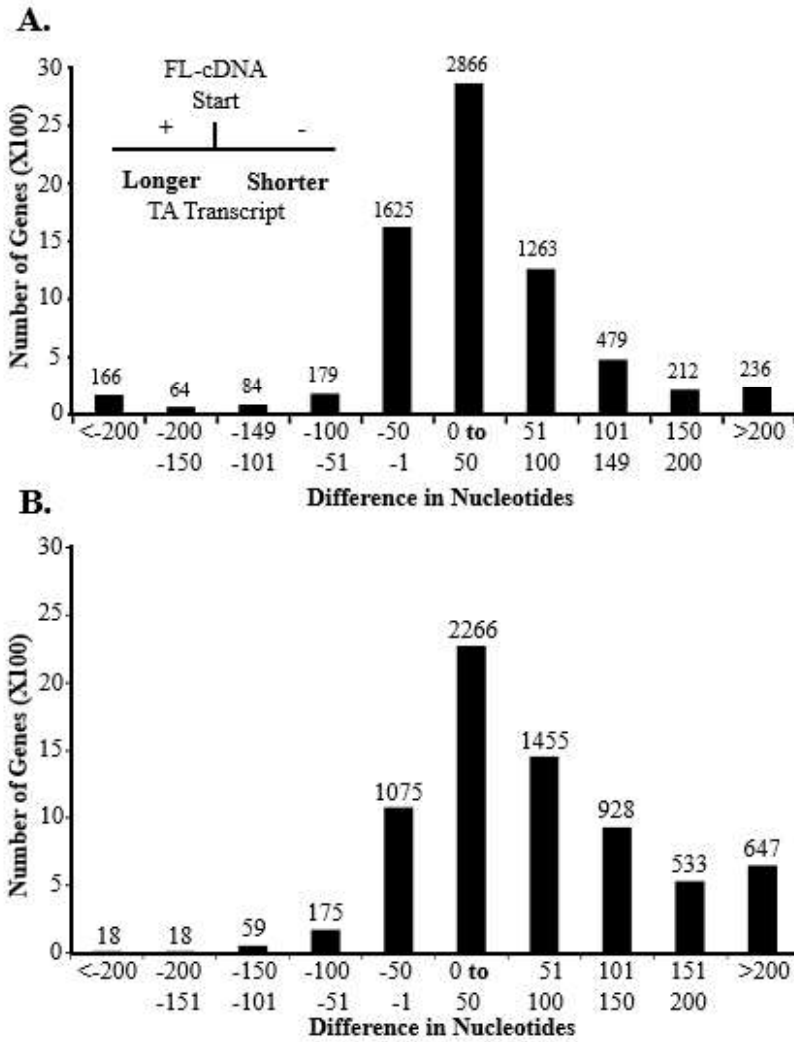 A.
Number of Genes (X100)
30
25
20
15
10
5
0
FL-cDNA
Start
+ -
Longer Shorter
TA Transcript
166 64 84 179 1625 2866 1263 479 212 236
<-200 -200 -149 -100 -50 0 to 51 101 150 >200
-150 -101 -51 -1 50 100 149 200
Difference in Nucleotides
B.
Number of Genes (X100)
30
25
20
15
10
5
0
18 18 59 175 1075 2266 1455 928 533 647
<-200 -200 -150 -100 -50 0 to 51 101 151 >200
-151 -101 -51 -1 50 100 150 200
Difference in Nucleotides